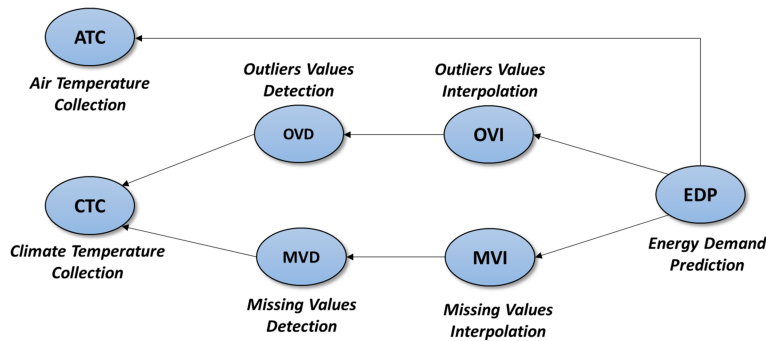 ATC
Air Temperature
Collection
Outliers Values
Detection
Outliers Values
Interpolation
OVD
OVI
CTC
Climate Temperature
Collection
EDP
Energy Demand
Prediction
MVD
MVI
Missing Values
Detection
Missing Values
Interpolation